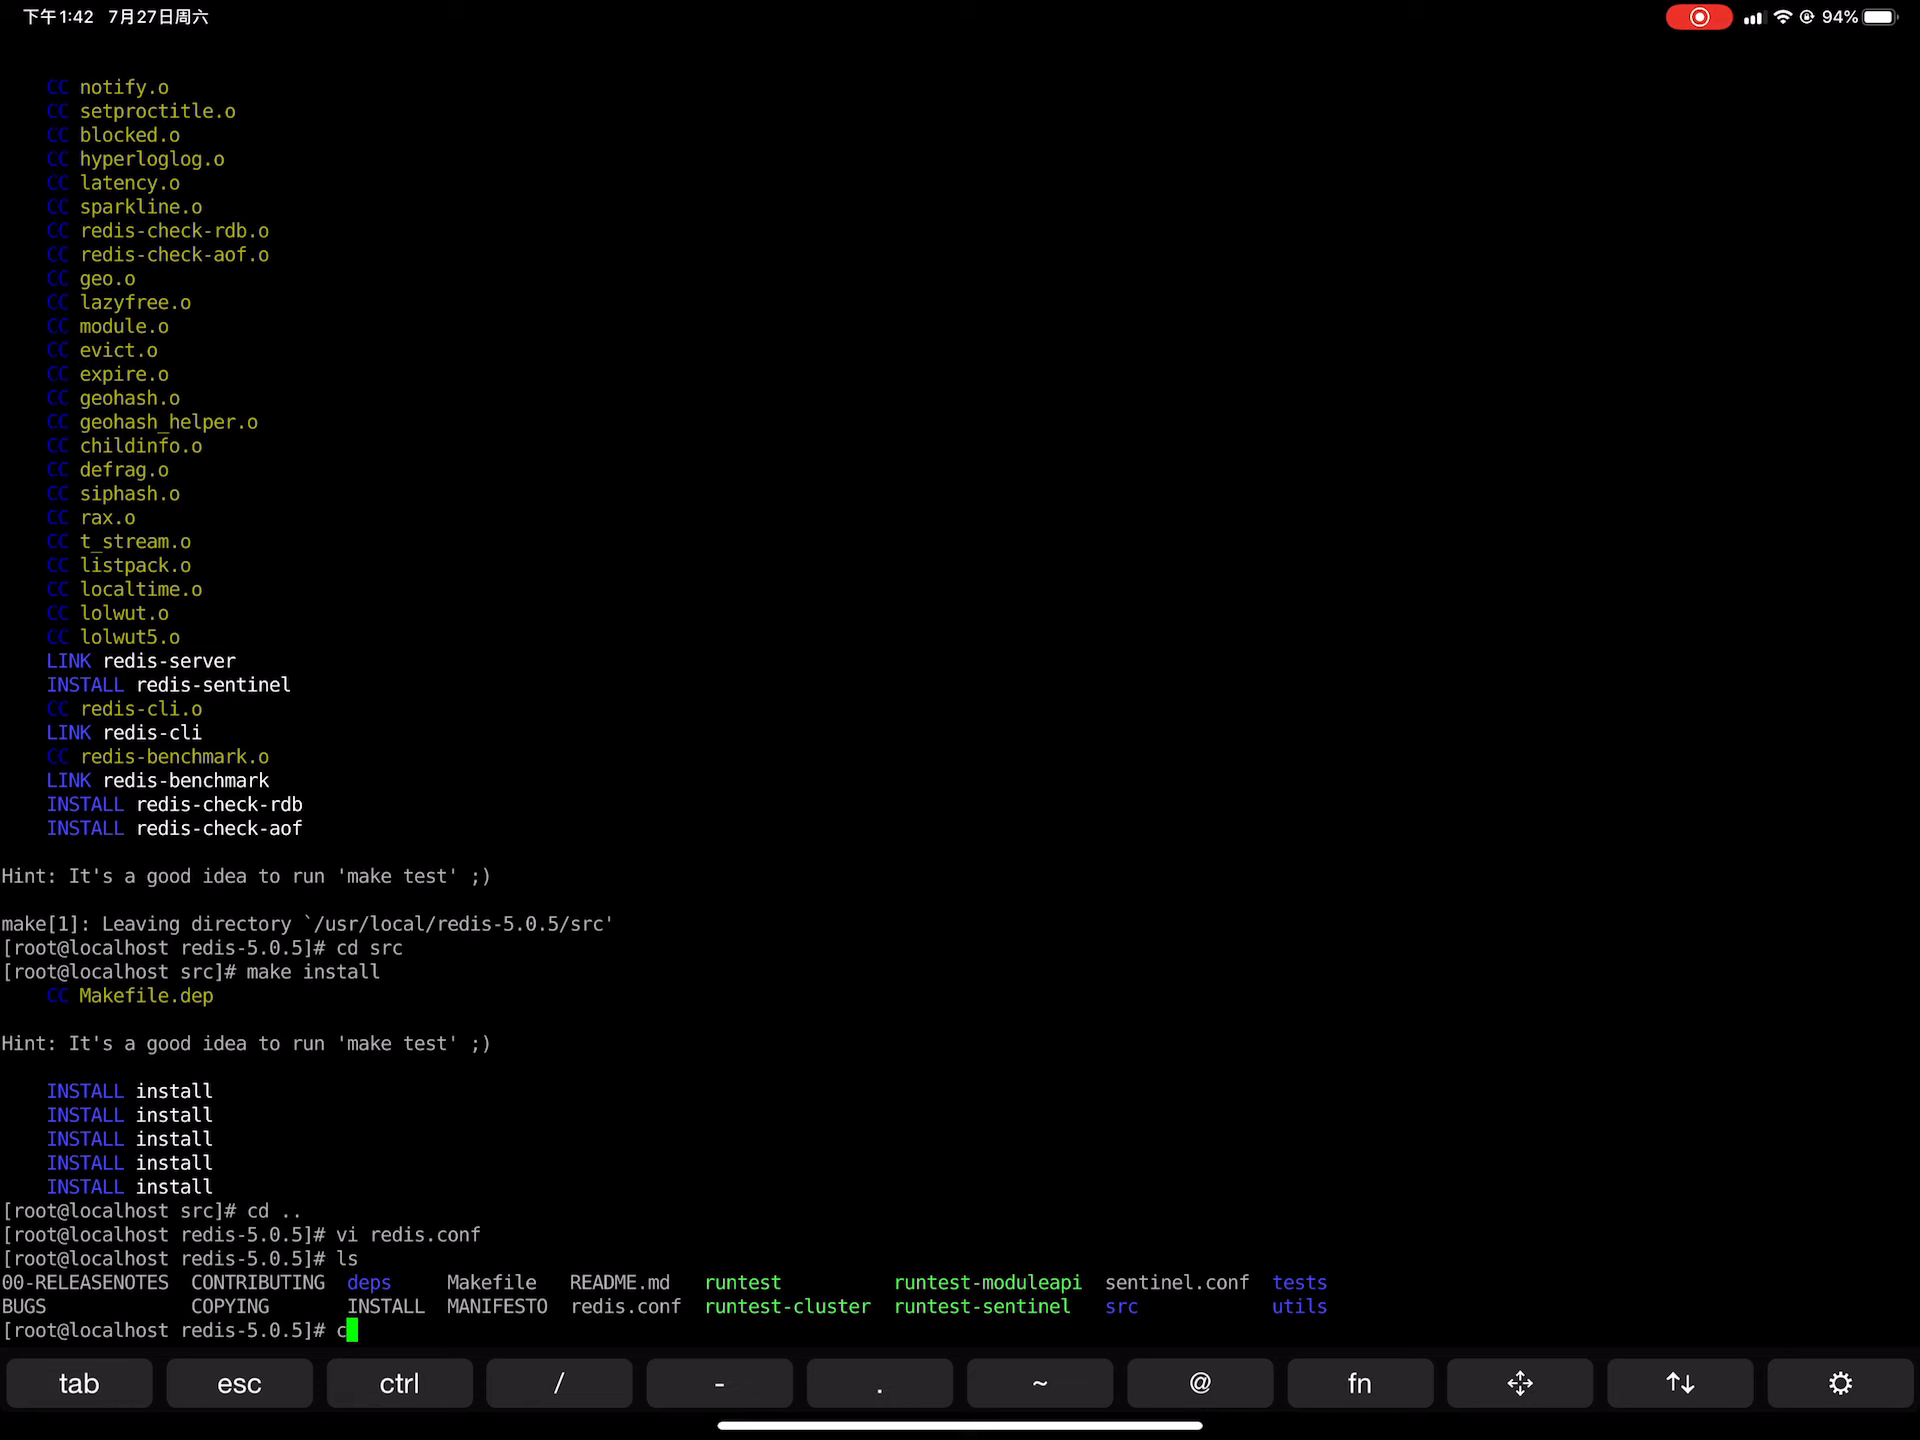 下午1:42 7月27日周六 94%
CC notify.o
CC setproctitle.o
CC blocked.o
CC hyperloglog.o
CC latency.o
CC sparkline.o
CC redis-check-rdb.o
CC redis-check-aof.o
CC geo.o
CC lazyfree.o
CC module.o
CC evict.o
CC expire.o
CC geohash.o
CC geohash_helper.o
CC childinfo.o
CC defrag.o
CC siphash.o
CC rax.o
CC t_stream.o
CC listpack.o
CC localtime.o
CC lolwut.o
CC lolwut5.o
LINK redis-server
INSTALL redis-sentinel
CC redis-cli.o
LINK redis-cli
CC redis-benchmark.o
LINK redis-benchmark
INSTALL redis-check-rdb
INSTALL redis-check-aof
Hint: It's a good idea to run 'make test' ;)
make[1]: Leaving directory `/usr/local/redis-5.0.5/src'
[root@localhost redis-5.0.5]# cd src
[root@localhost src]# make install
CC Makefile.dep
Hint: It's a good idea to run 'make test' ;)
INSTALL install
INSTALL install
INSTALL install
INSTALL install
INSTALL install
[root@localhost src]# cd ..
[root@localhost redis-5.0.5]# vi redis.conf
[root@localhost redis-5.0.5]# ls
00-RELEASENOTES CONTRIBUTING deps Makefile README.md runtest runtest-moduleapi sentinel.conf tests
BUGS COPYING INSTALL MANIFESTO redis.conf runtest-cluster runtest-sentinel src utils
[root@localhost redis-5.0.5]# c
tab esc ctrl / - . ~ @ fn